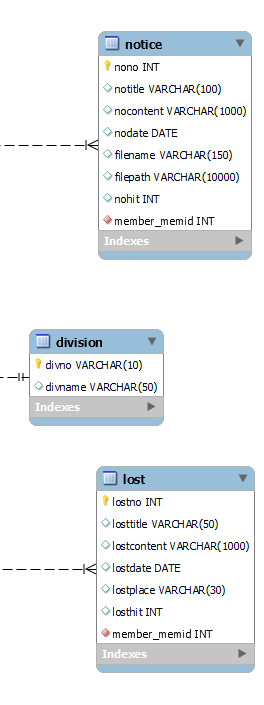 notice
nono INT
notitle VARCHAR(100)
nocontent VARCHAR(1000)
nodate DATE
filename VARCHAR(150)
filepath VARCHAR(10000)
nohit INT
member_memid INT
Indexes
division
divno VARCHAR(10)
divname VARCHAR(50)
Indexes
lost
lostno INT
losttitle VARCHAR(50)
lostcontent VARCHAR(1000)
lostdate DATE
lostplace VARCHAR(30)
losthit INT
member_memid INT
Indexes